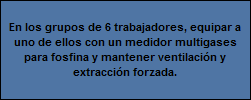 En los grupos de 6 trabajadores, equipar a
uno de ellos con un medidor multigases
para fosfina y mantener ventilación y
extracción forzada.